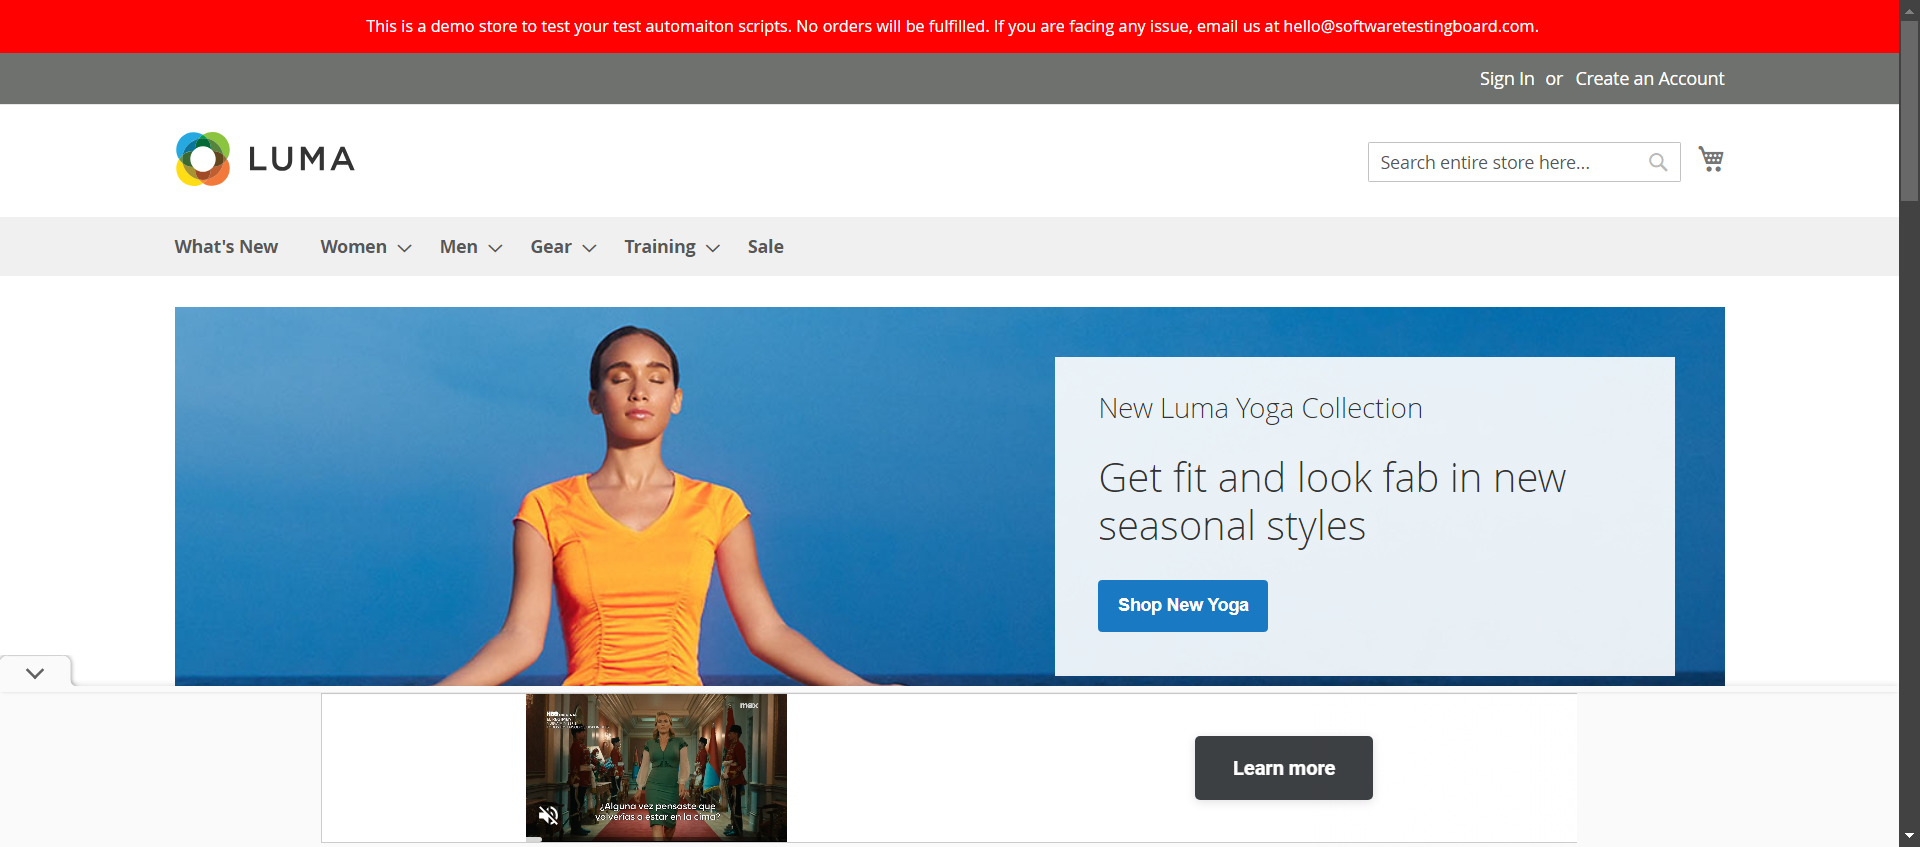 This is a demo store to test your test automaiton scripts. No orders will be fulfilled. If you are facing any issue, email us at hello@softwaretestingboard.com.
Sign In or Create an Account
LUMA
Search entire store here...
What's New Women Men Gear Training Sale
New Luma Yoga Collection
Get fit and look fab in new
seasonal styles
Shop New Yoga
max
HBO
¿Alguna vez pensaste que
volverías a estar en la cima?
Learn more